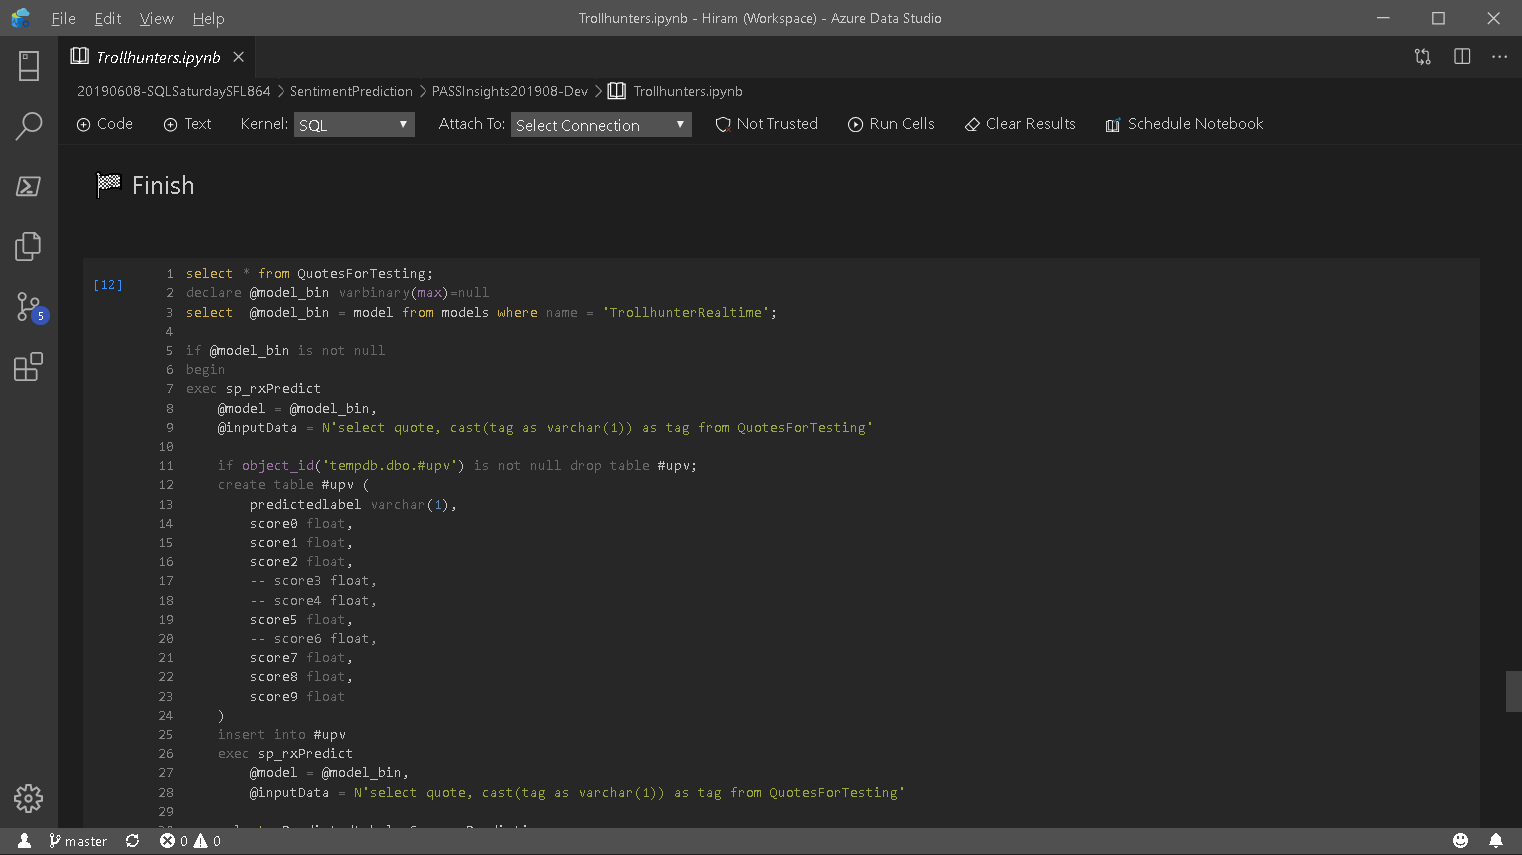 File Edit View Help Trollhunters.ipynb - Hiram (Workspace) - Azure Data Studio
Trollhunters.ipynb
20190608-SQLSaturdaySFL864 > SentimentPrediction > PASSInsights201908-Dev > Trollhunters.ipynb
Code Text Kernel: SQL Attach To: Select Connection Not Trusted Run Cells Clear Results Schedule Notebook
Finish
[12]
1 select * from QuotesForTesting;
2 declare @model_bin varbinary(max)=null
3 select  @model_bin = model from models where name = 'TrollhunterRealtime';
4
5 if @model_bin is not null
6 begin
7 exec sp_rxPredict
8     @model = @model_bin,
9     @inputData = N'select quote, cast(tag as varchar(1)) as tag from QuotesForTesting'
10
11     if object_id('tempdb.dbo.#upv') is not null drop table #upv;
12     create table #upv (
13         predictedlabel varchar(1),
14         score0 float,
15         score1 float,
16         score2 float,
17         -- score3 float,
18         -- score4 float,
19         score5 float,
20         -- score6 float,
21         score7 float,
22         score8 float,
23         score9 float
24     )
25     insert into #upv
26     exec sp_rxPredict
27         @model = @model_bin,
28         @inputData = N'select quote, cast(tag as varchar(1)) as tag from QuotesForTesting'
29
5
master 0 0